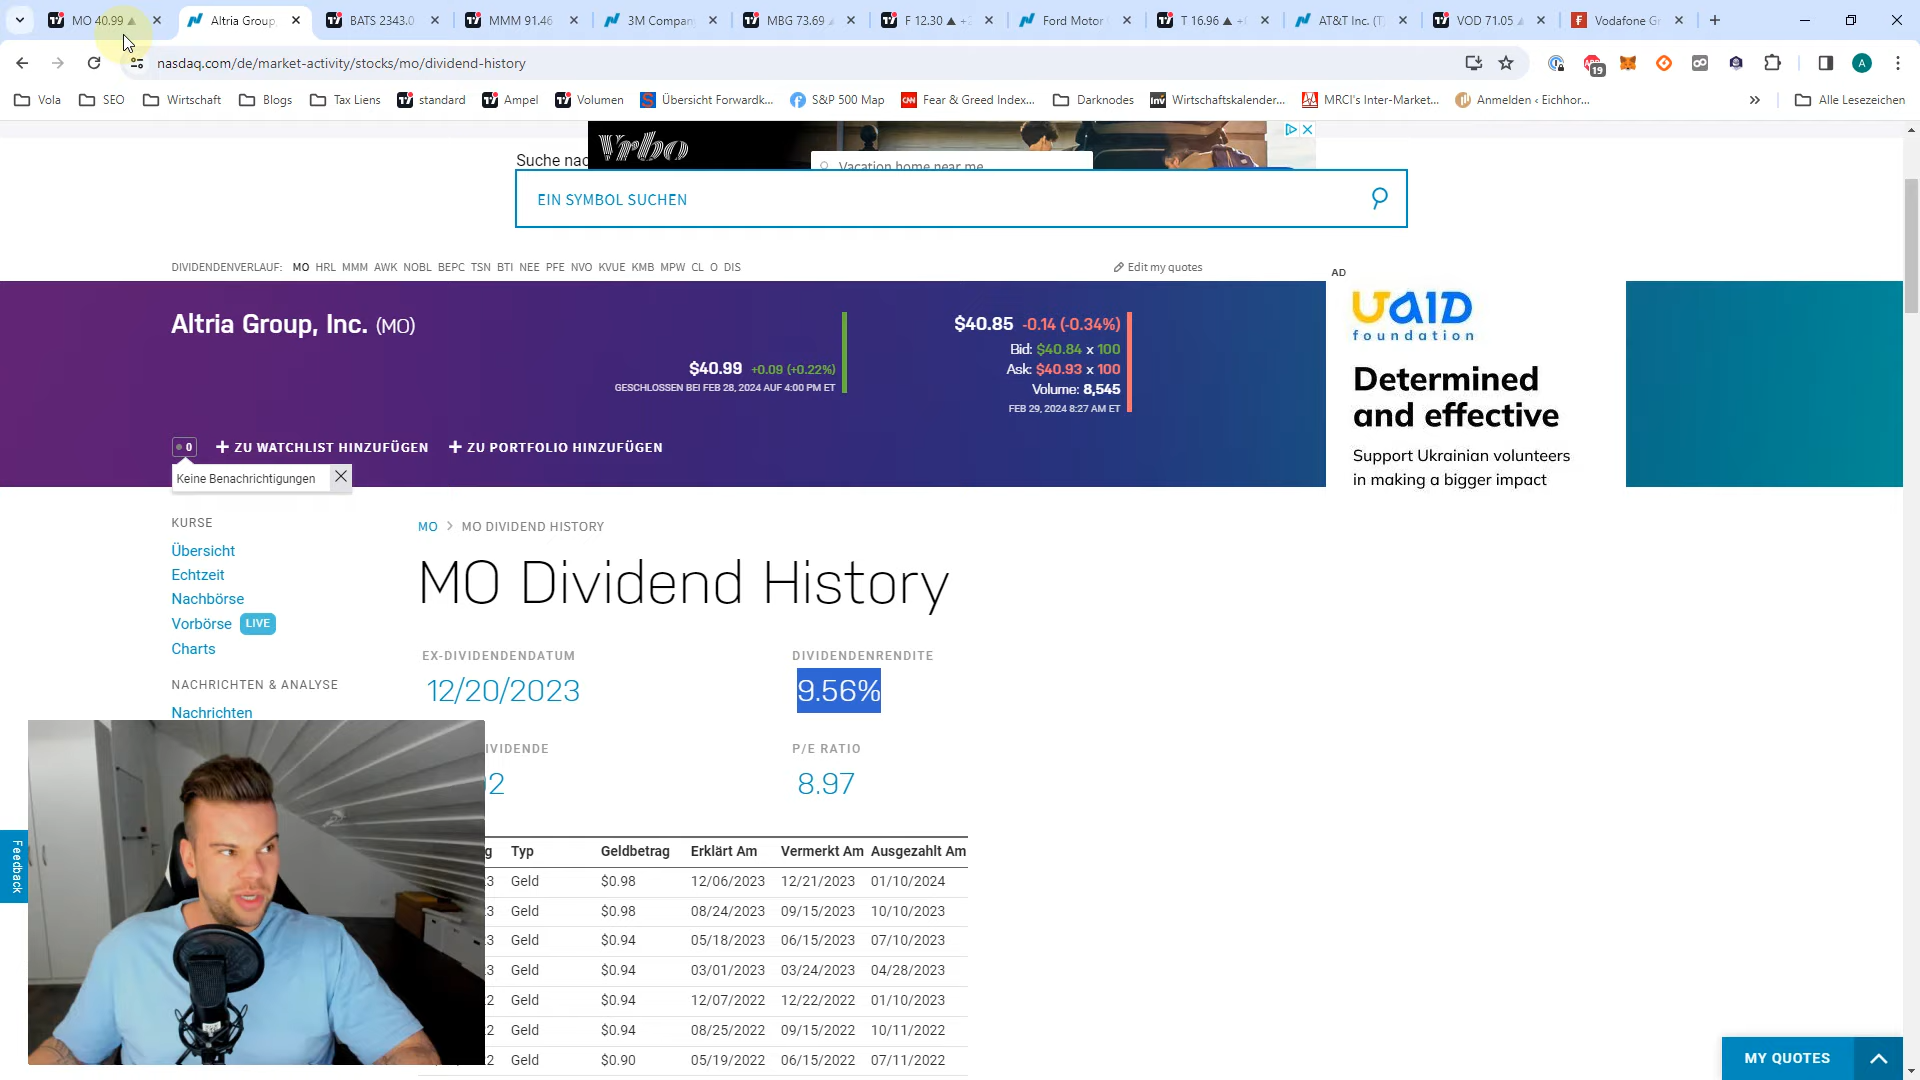 MO 40.99 ▲
Altria Group
BATS 2343.0
MMM 91.46
3M Compan
MBG 73.69
F 12.30 ▲
Ford Motor
T 16.96 ▲
AT&T Inc. (T
VOD 71.05
Vodafone Gr
nasdaq.com/de/market-activity/stocks/mo/dividend-history
19
A
Vola
SEO
Wirtschaft
Blogs
Tax Liens
standard
Ampel
Volumen
Übersicht Forwardk...
S&P 500 Map
Fear & Greed Index...
Darknodes
Wirtschaftskalender...
MRCI's Inter-Market...
Anmelden ‹ Eichhor...
»
Alle Lesezeichen
Suche nac
Vrbo
Vacation home near me
EIN SYMBOL SUCHEN
DIVIDENDENVERLAUF: MO HRL MMM AWK NOBL BEPC TSN BTI NEE PFE NVO KVUE KMB MPW CL O DIS
Edit my quotes
AD
Altria Group, Inc. (MO)
$40.99 +0.09 (+0.22%)
GESCHLOSSEN BEI FEB 28, 2024 AUF 4:00 PM ET
$40.85 -0.14 (-0.34%)
Bid: $40.84 x 100
Ask: $40.93 x 100
Volume: 8,545
FEB 29, 2024 8:27 AM ET
UAID
foundation
Determined
and effective
Support Ukrainian volunteers
in making a bigger impact
0
+ ZU WATCHLIST HINZUFÜGEN
+ ZU PORTFOLIO HINZUFÜGEN
Keine Benachrichtigungen
KURSE
Übersicht
Echtzeit
Nachbörse
Vorbörse LIVE
Charts
NACHRICHTEN & ANALYSE
Nachrichten
MO > MO DIVIDEND HISTORY
MO Dividend History
EX-DIVIDENDENDATUM
12/20/2023
DIVIDENDENRENDITE
9.56%
IVIDENDE
2
P/E RATIO
8.97
g Typ Geldbetrag Erklärt Am Vermerkt Am Ausgezahlt Am
3 Geld $0.98 12/06/2023 12/21/2023 01/10/2024
3 Geld $0.98 08/24/2023 09/15/2023 10/10/2023
3 Geld $0.94 05/18/2023 06/15/2023 07/10/2023
3 Geld $0.94 03/01/2023 03/24/2023 04/28/2023
2 Geld $0.94 12/07/2022 12/22/2022 01/10/2023
2 Geld $0.94 08/25/2022 09/15/2022 10/11/2022
2 Geld $0.90 05/19/2022 06/15/2022 07/11/2022
Feedback
MY QUOTES